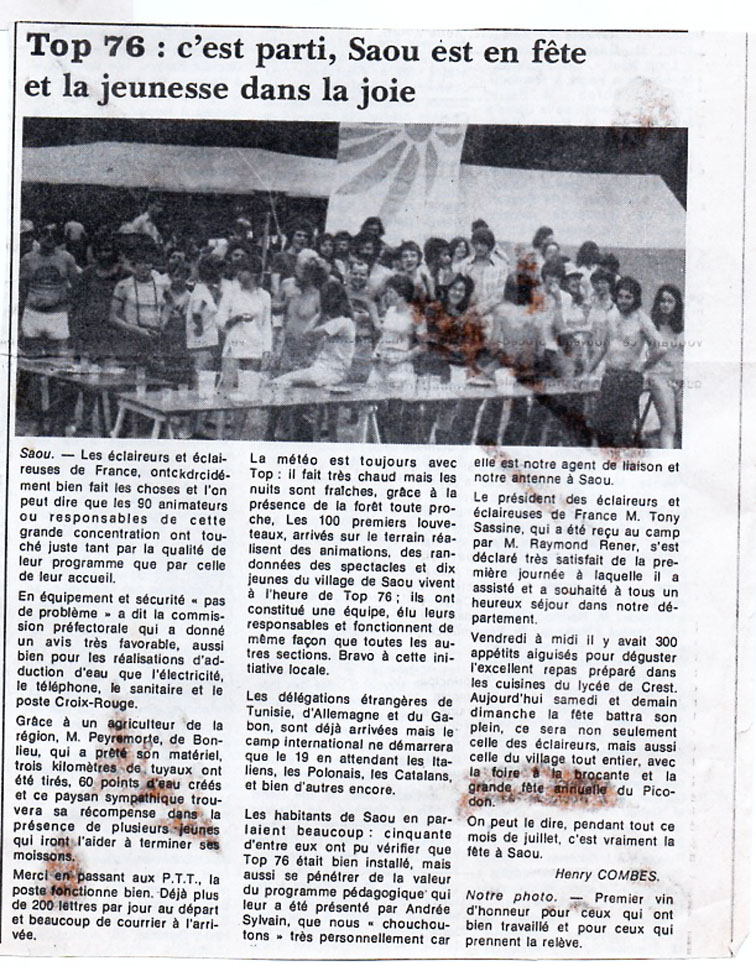 Top 76 : c'est parti, Saou est en fête
et la jeunesse dans la joie
Saou. — Les éclaireurs et éclai-
reuses de France, ontckdrcidé-
ment bien fait les choses et l'on
peut dire que les 90 animateurs
ou responsables de cette
grande concentration ont tou-
ché juste tant par la qualité de
leur programme que par celle
de leur accueil.
En équipement et sécurité « pas
de problème » a dit la commis-
sion préfectorale qui a donné
un avis très favorable, aussi
bien pour les réalisations d'ad-
duction d'eau que l'électricité,
le téléphone, le sanitaire et le
poste Croix-Rouge.
Grâce à un agriculteur de la
région, M. Peyremorte, de Bon-
lieu, qui a prêté son matériel,
trois kilomètres de tuyaux ont
été tirés, 60 points d'eau créés
et ce paysan sympathique trou-
vera sa récompense dans la
présence de plusieurs jeunes
qui iront l'aider à terminer ses
moissons.
Merci en passant aux P.T.T., la
poste fonctionne bien. Déjà plus
de 200 lettres par jour au départ
et beaucoup de courrier à l'arri-
vée.
La météo est toujours avec
Top : il fait très chaud mais les
nuits sont fraîches, grâce à la
présence de la forêt toute pro-
che, Les 100 premiers louve-
teaux, arrivés sur le terrain réa-
lisent des animations, des ran-
données des spectacles et dix
jeunes du village de Saou vivent
à l'heure de Top 76 ; ils ont
constitué une équipe, élu leurs
responsables et fonctionnent de
même façon que toutes les au-
tres sections. Bravo à cette ini-
tiative locale.
Les délégations étrangères de
Tunisie, d'Allemagne et du Ga-
bon, sont déjà arrivées mais le
camp international ne démarrera
que le 19 en attendant les Ita-
liens, les Polonais, les Catalans,
et bien d'autres encore.
Les habitants de Saou en par-
laient beaucoup : cinquante
d'entre eux ont pu vérifier que
Top 76 était bien installé, mais
aussi se pénétrer de la valeur
du programme pédagogique qui
leur a été présenté par Andrée
Sylvain, que nous « chouchou-
tons » très personnellement car
elle est notre agent de liaison et
notre antenne à Saou.
Le président des éclaireurs et
éclaireuses de France M. Tony
Sassine, qui a été reçu au camp
par M. Raymond Rener, s'est
déclaré très satisfait de la pre-
mière journée à laquelle il a
assisté et a souhaité à tous un
heureux séjour dans notre dé-
partement.
Vendredi à midi il y avait 300
appétits aiguisés pour déguster
l'excellent repas préparé dans
les cuisines du lycée de Crest.
Aujourd'hui samedi et demain
dimanche la fête battra son
plein, ce sera non seulement
celle des éclaireurs, mais aussi
celle du village tout entier, avec
la foire à la brocante et la
grande fête annuelle du Pico-
don.
On peut le dire, pendant tout ce
mois de juillet, c'est vraiment la
fête à Saou.
Henry COMBES.
Notre photo. — Premier vin
d'honneur pour ceux qui ont
bien travaillé et pour ceux qui
prennent la relève.